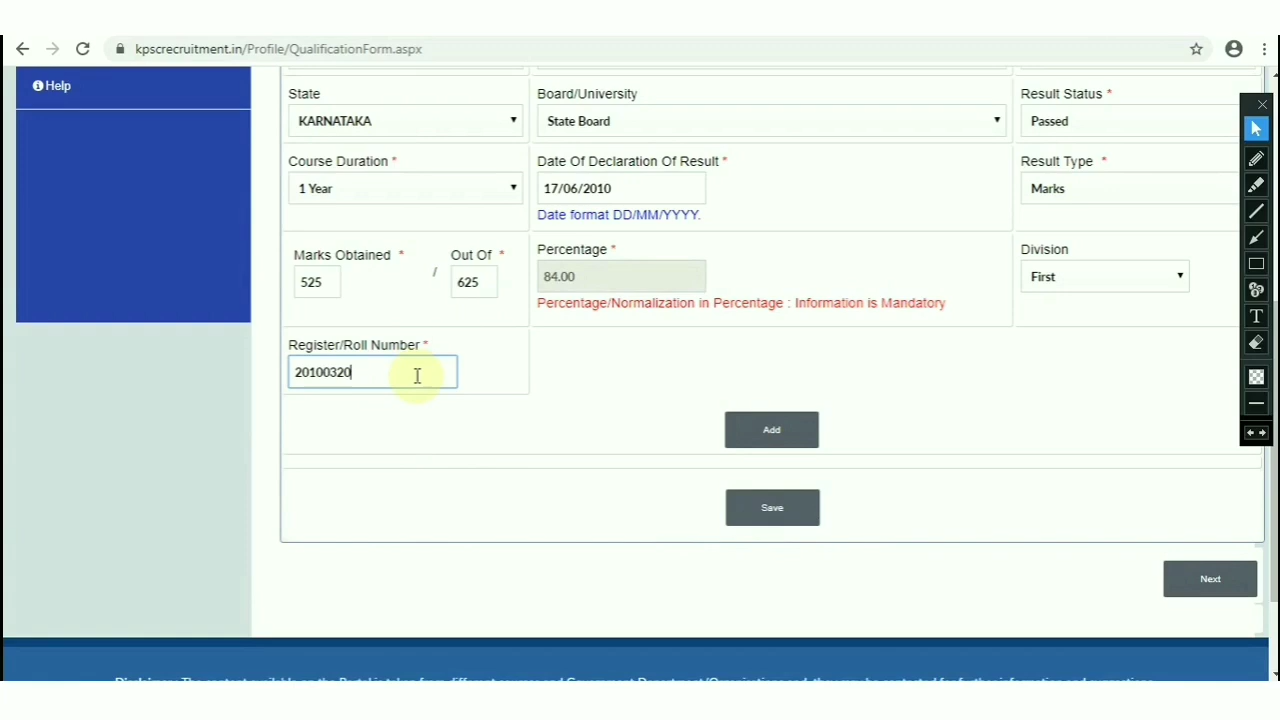 kpscrecruitment.in/Profile/QualificationForm.aspx
Help
State
Board/University
Result Status *
KARNATAKA
State Board
Passed
Course Duration *
Date Of Declaration Of Result *
Result Type *
1 Year
17/06/2010
Marks
Date format DD/MM/YYYY.
Marks Obtained *
Out Of *
Percentage *
Division
525
/
625
84.00
First
Percentage/Normalization in Percentage : Information is Mandatory
Register/Roll Number *
20100320
Add
Save
Next